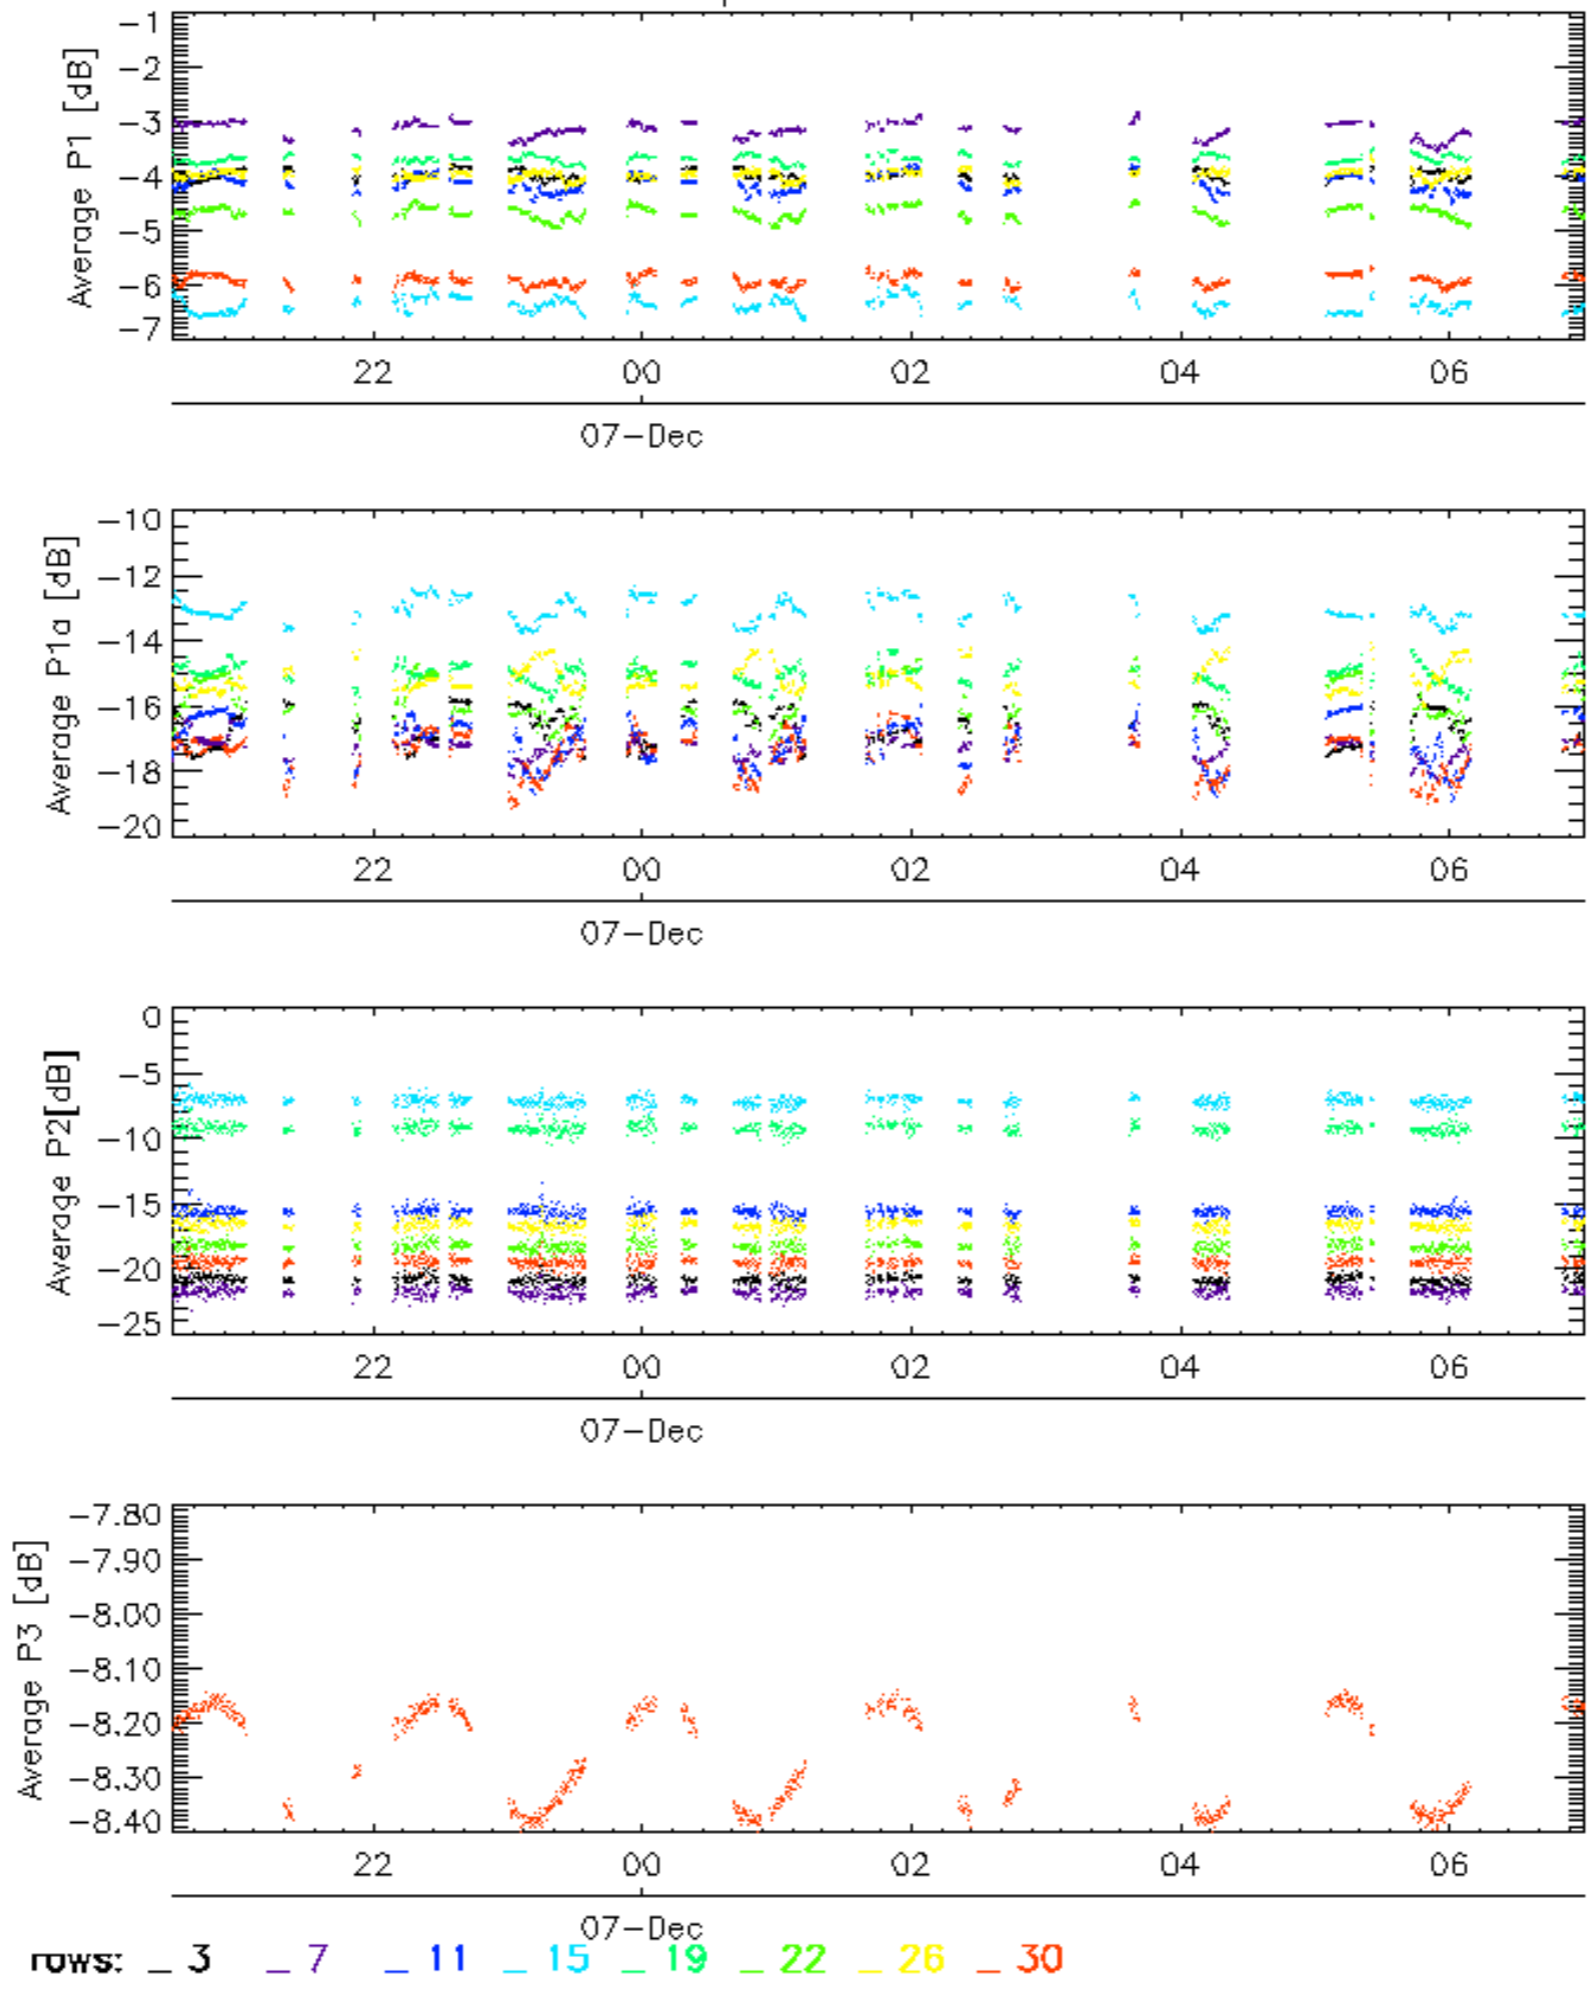 Average P1 [dB]
-1
-2
-3
-4
-5
-6
-7
22 00 02 04 06
07-Dec
Average P1a [dB]
-10
-12
-14
-16
-18
-20
22 00 02 04 06
07-Dec
Average P2[dB]
0
-5
-10
-15
-20
-25
22 00 02 04 06
07-Dec
Average P3 [dB]
-7.80
-7.90
-8.00
-8.10
-8.20
-8.30
-8.40
22 00 02 04 06
07-Dec
rows: _ 3 _ 7 _ 11 _ 15 _ 19 _ 22 _ 26 _ 30